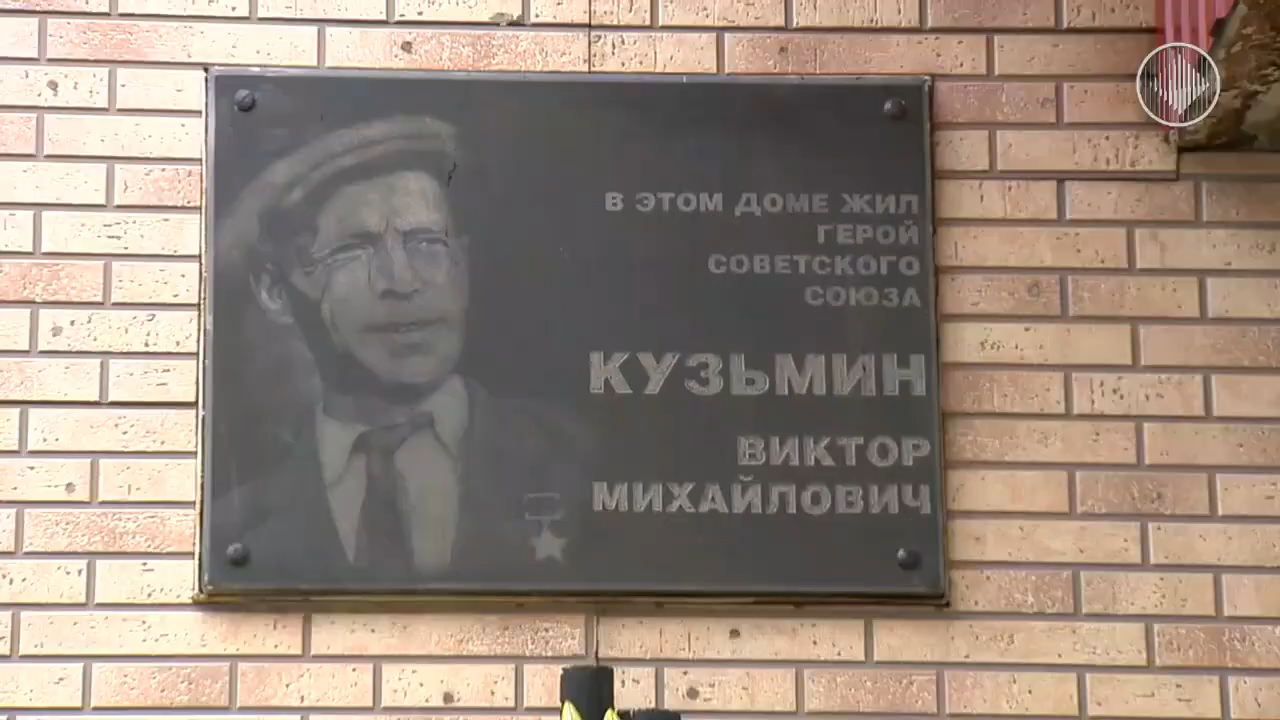 В ЭТОМ ДОМЕ ЖИЛ
ГЕРОЙ
СОВЕТСКОГО
СОЮЗА
КУЗЬМИН
ВИКТОР
МИХАЙЛОВИЧ